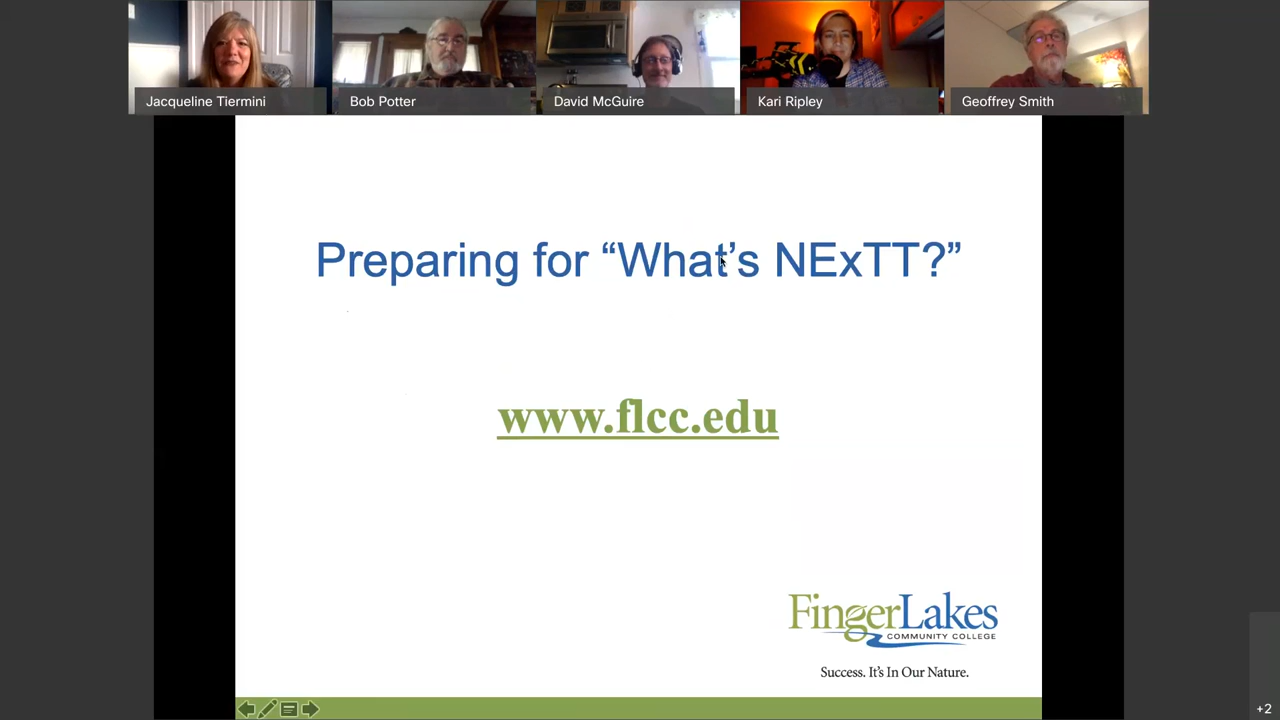 Jacqueline Tiermini
Bob Potter
David McGuire
Kari Ripley
Geoffrey Smith
Preparing for “What’s NExTT?”
www.flcc.edu
FingerLakes
COMMUNITY COLLEGE
Success. It's In Our Nature.
+2